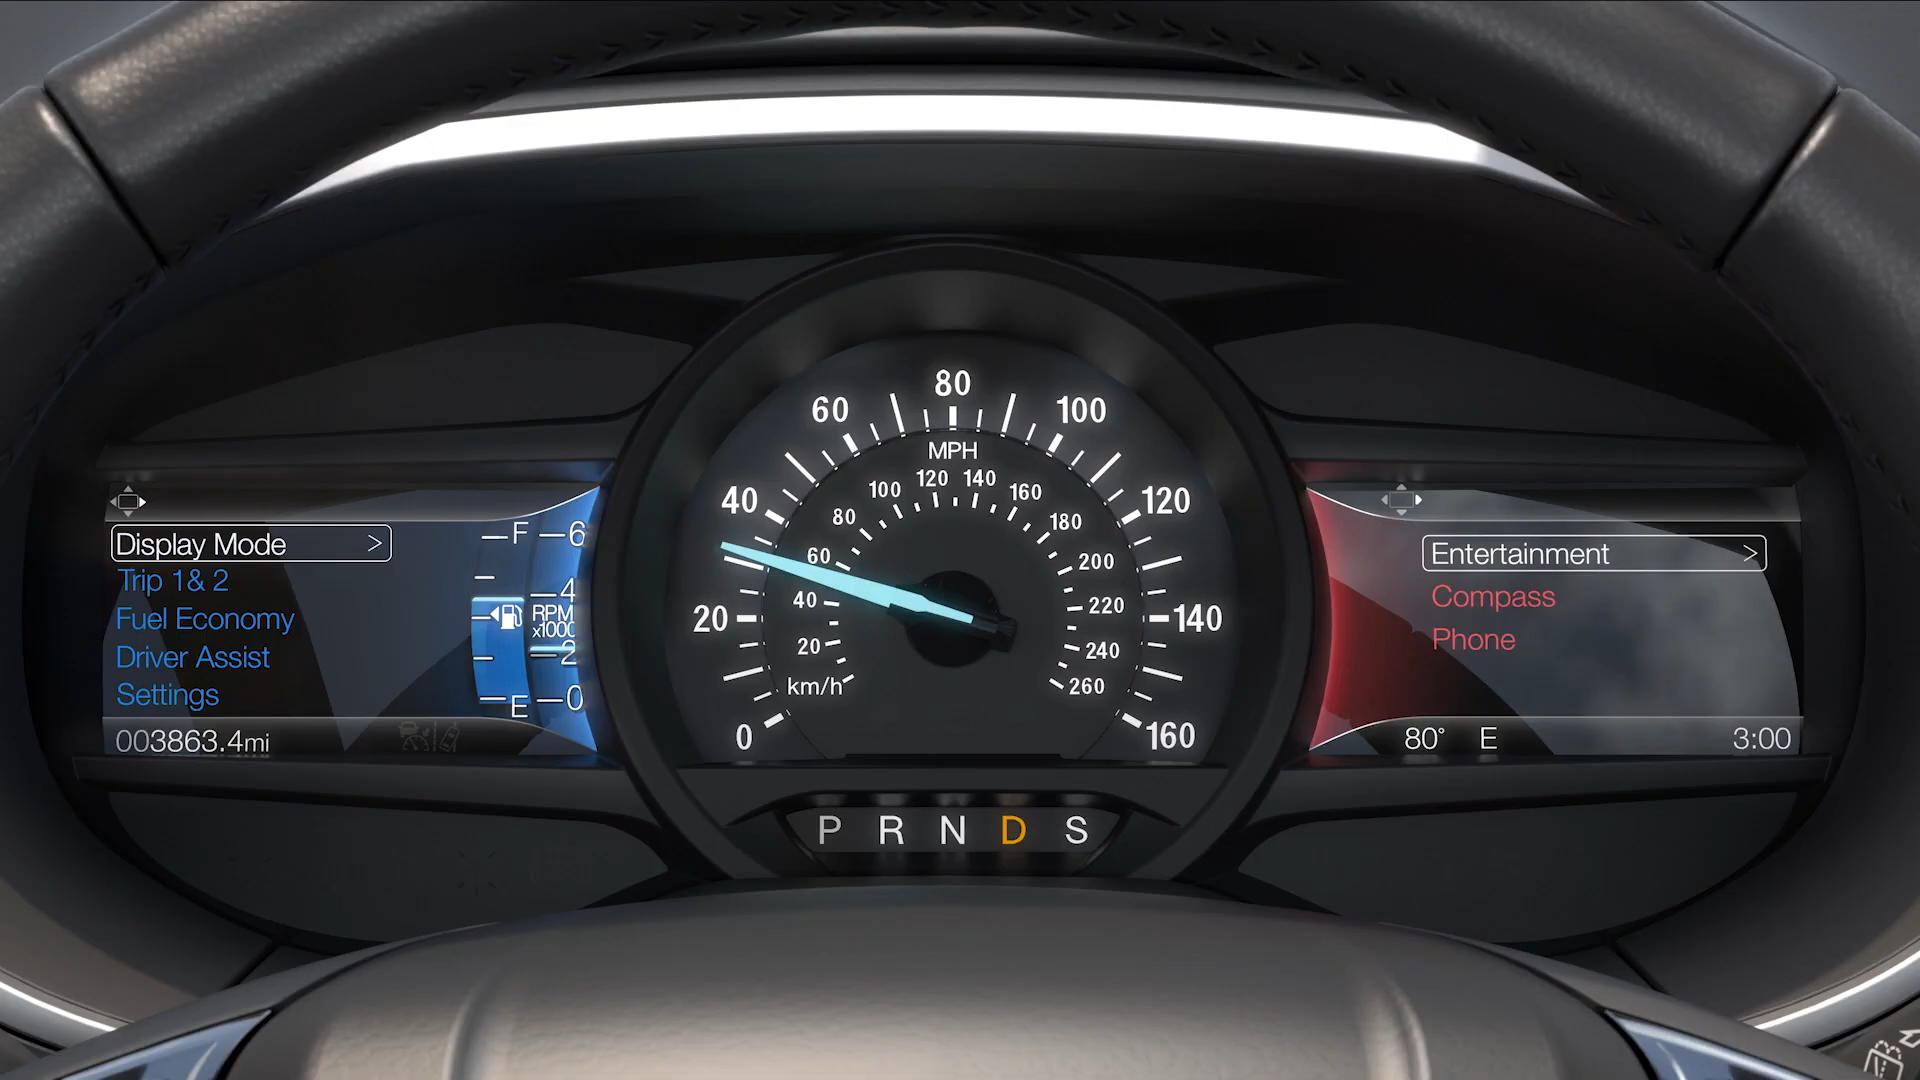 Display Mode >
Trip 1 & 2
Fuel Economy
Driver Assist
Settings
003863.4mi
F
E
6
4
RPM
x1000
2
0
0
20
40
60
80
100
120
140
160
MPH
km/h
20
40
60
80
100
120
140
160
180
200
220
240
260
P R N D S
Entertainment >
Compass
Phone
80° E 3:00